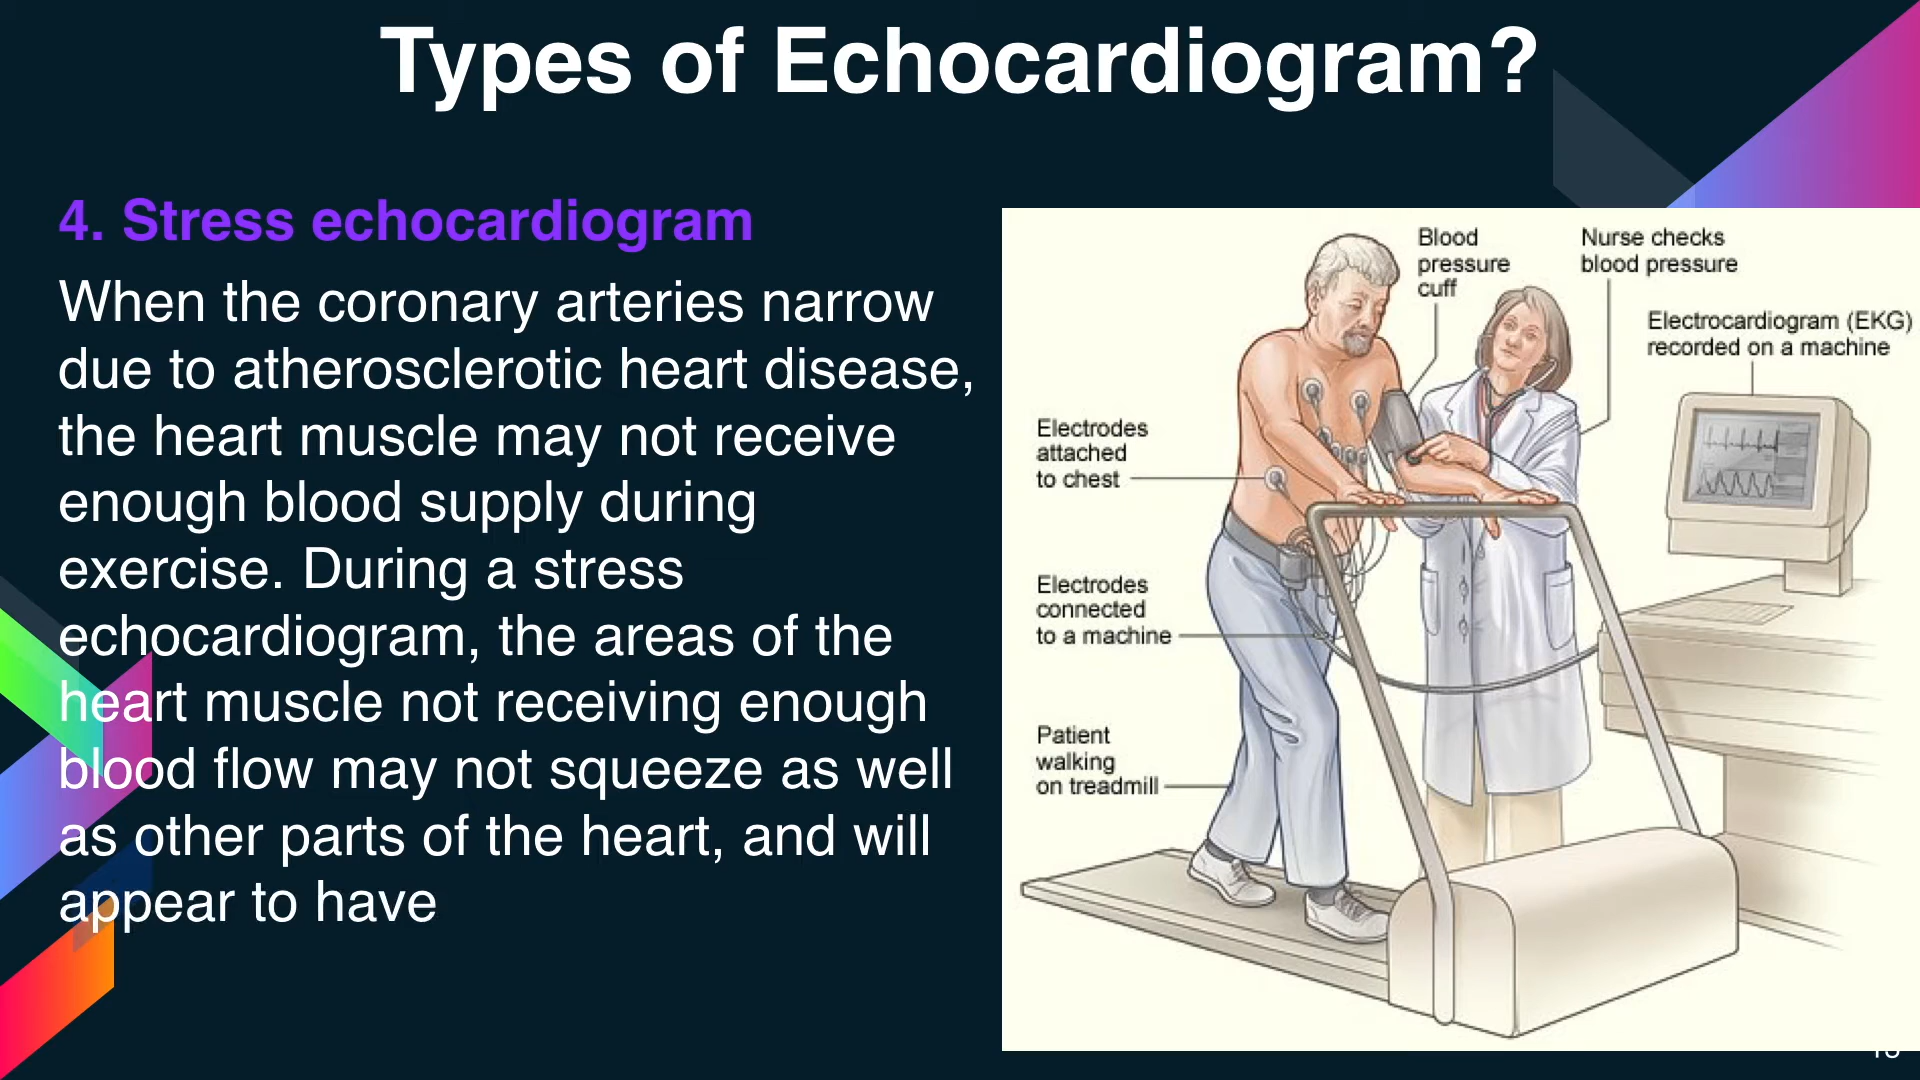 Types of Echocardiogram?
4. Stress echocardiogram
When the coronary arteries narrow
due to atherosclerotic heart disease,
the heart muscle may not receive
enough blood supply during
exercise. During a stress
echocardiogram, the areas of the
heart muscle not receiving enough
blood flow may not squeeze as well
as other parts of the heart, and will
appear to have
Blood
pressure
cuff
Nurse checks
blood pressure
Electrocardiogram (EKG)
recorded on a machine
Electrodes
attached
to chest
Electrodes
connected
to a machine
Patient
walking
on treadmill